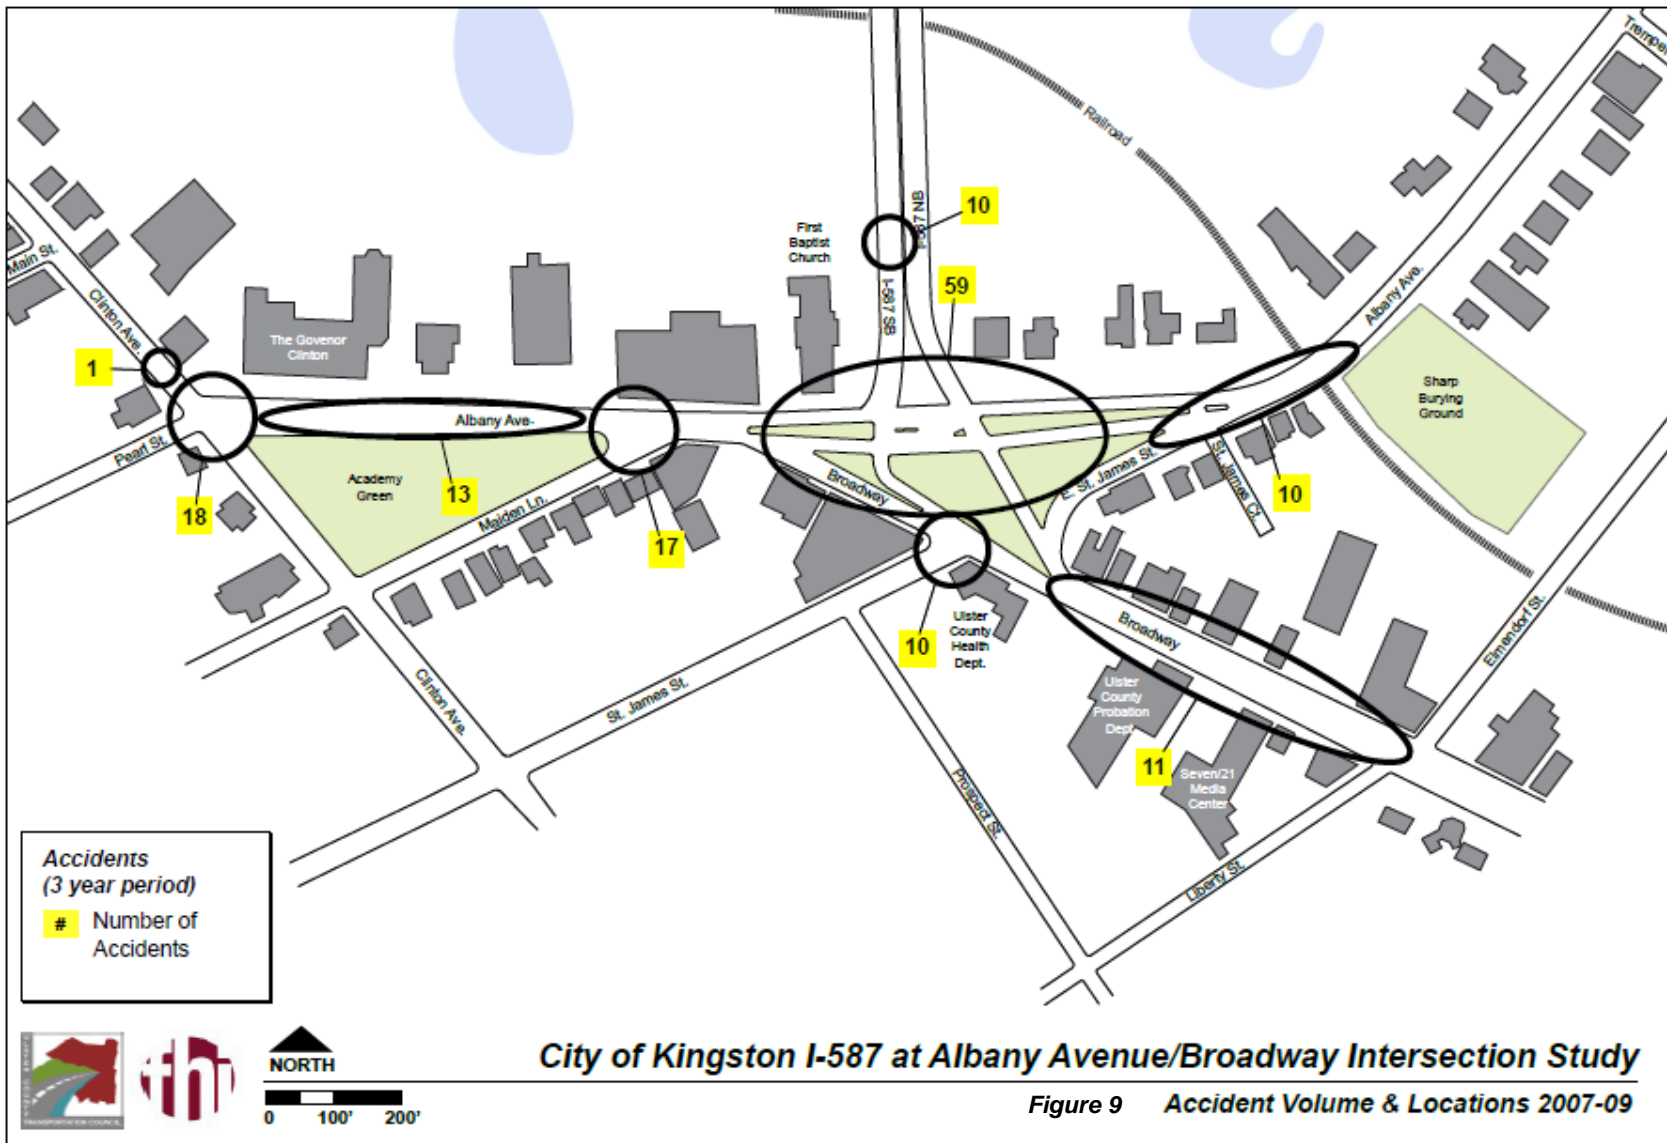 Railroad
Tremper
I-587 NB
10
First
Baptist
Church
I-587 SB
59
Main St.
Clinton Ave.
Albany Ave.
The Govenor
Clinton
1
Sharp
Burying
Ground
Albany Ave.
Pearl St.
Academy
Green
13
18
Maiden Ln.
17
Broadway
E. St. James St.
St. James Ct.
10
10
Ulster
County
Health
Dept.
Broadway
Elmendorf St.
Clinton Ave.
St. James St.
Ulster
County
Probation
Dept.
11
Seven/21
Media
Center
Prospect St.
Liberty St.
Accidents
(3 year period)
# Number of
Accidents
TRANSPORTATION COUNCIL
fhi
NORTH
0 100' 200'
City of Kingston I-587 at Albany Avenue/Broadway Intersection Study
Figure 9 Accident Volume & Locations 2007-09